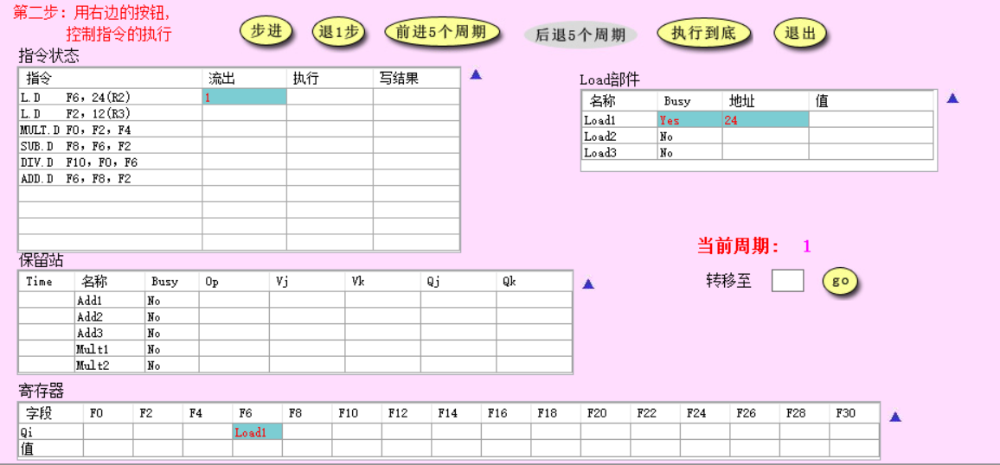 第二步：用右边的按钮，
控制指令的执行
步进 退1步 前进5个周期 后退5个周期 执行到底 退出
指令状态
指令 流出 执行 写结果
L.D F6，24(R2) 1
L.D F2，12(R3)
MULT.D F0，F2，F4
SUB.D F8，F6，F2
DIV.D F10，F0，F6
ADD.D F6，F8，F2
Load部件
名称 Busy 地址 值
Load1 Yes 24
Load2 No
Load3 No
当前周期： 1
转移至 go
保留站
Time 名称 Busy Op Vj Vk Qj Qk
Add1 No
Add2 No
Add3 No
Mult1 No
Mult2 No
寄存器
字段 F0 F2 F4 F6 F8 F10 F12 F14 F16 F18 F20 F22 F24 F26 F28 F30
Qi Load1
值